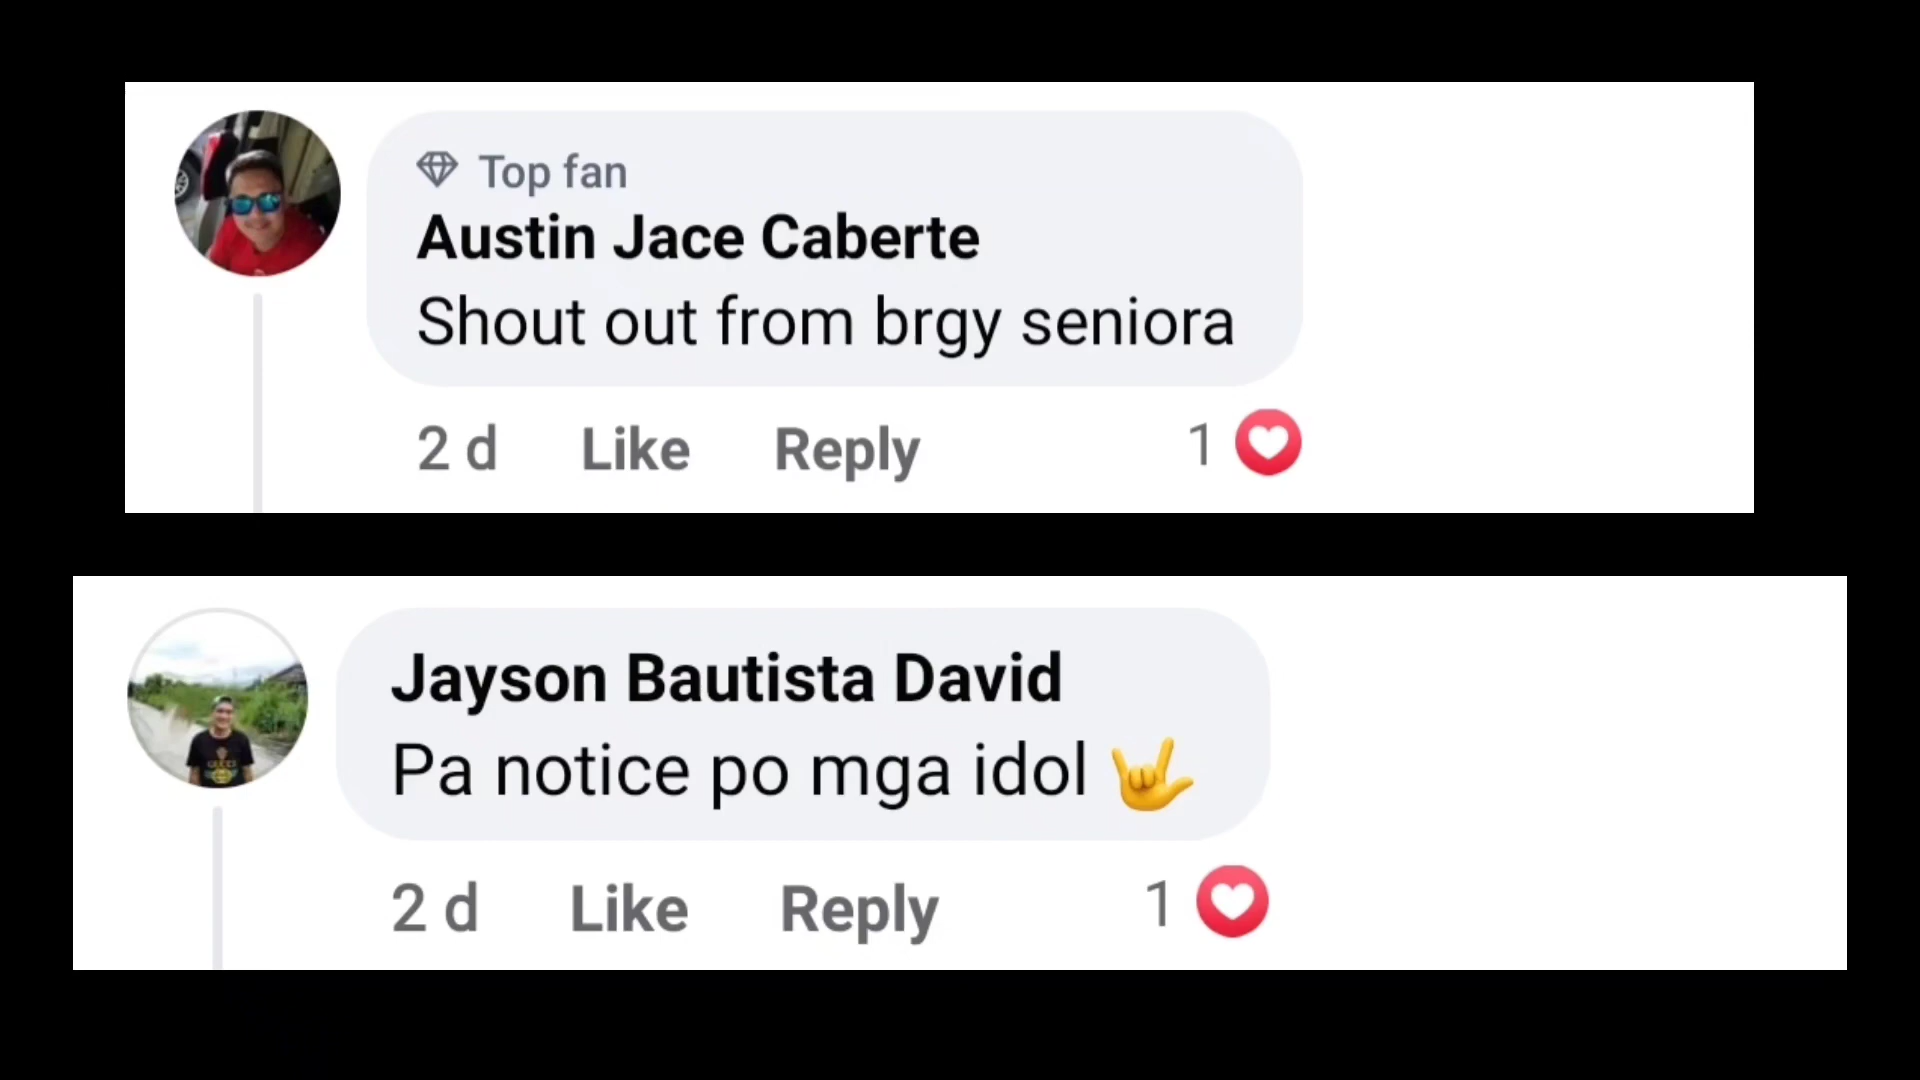 Top fan
Austin Jace Caberte
Shout out from brgy seniora
2 d Like Reply 1
Jayson Bautista David
Pa notice po mga idol 🤟
2 d Like Reply 1
GUCCI